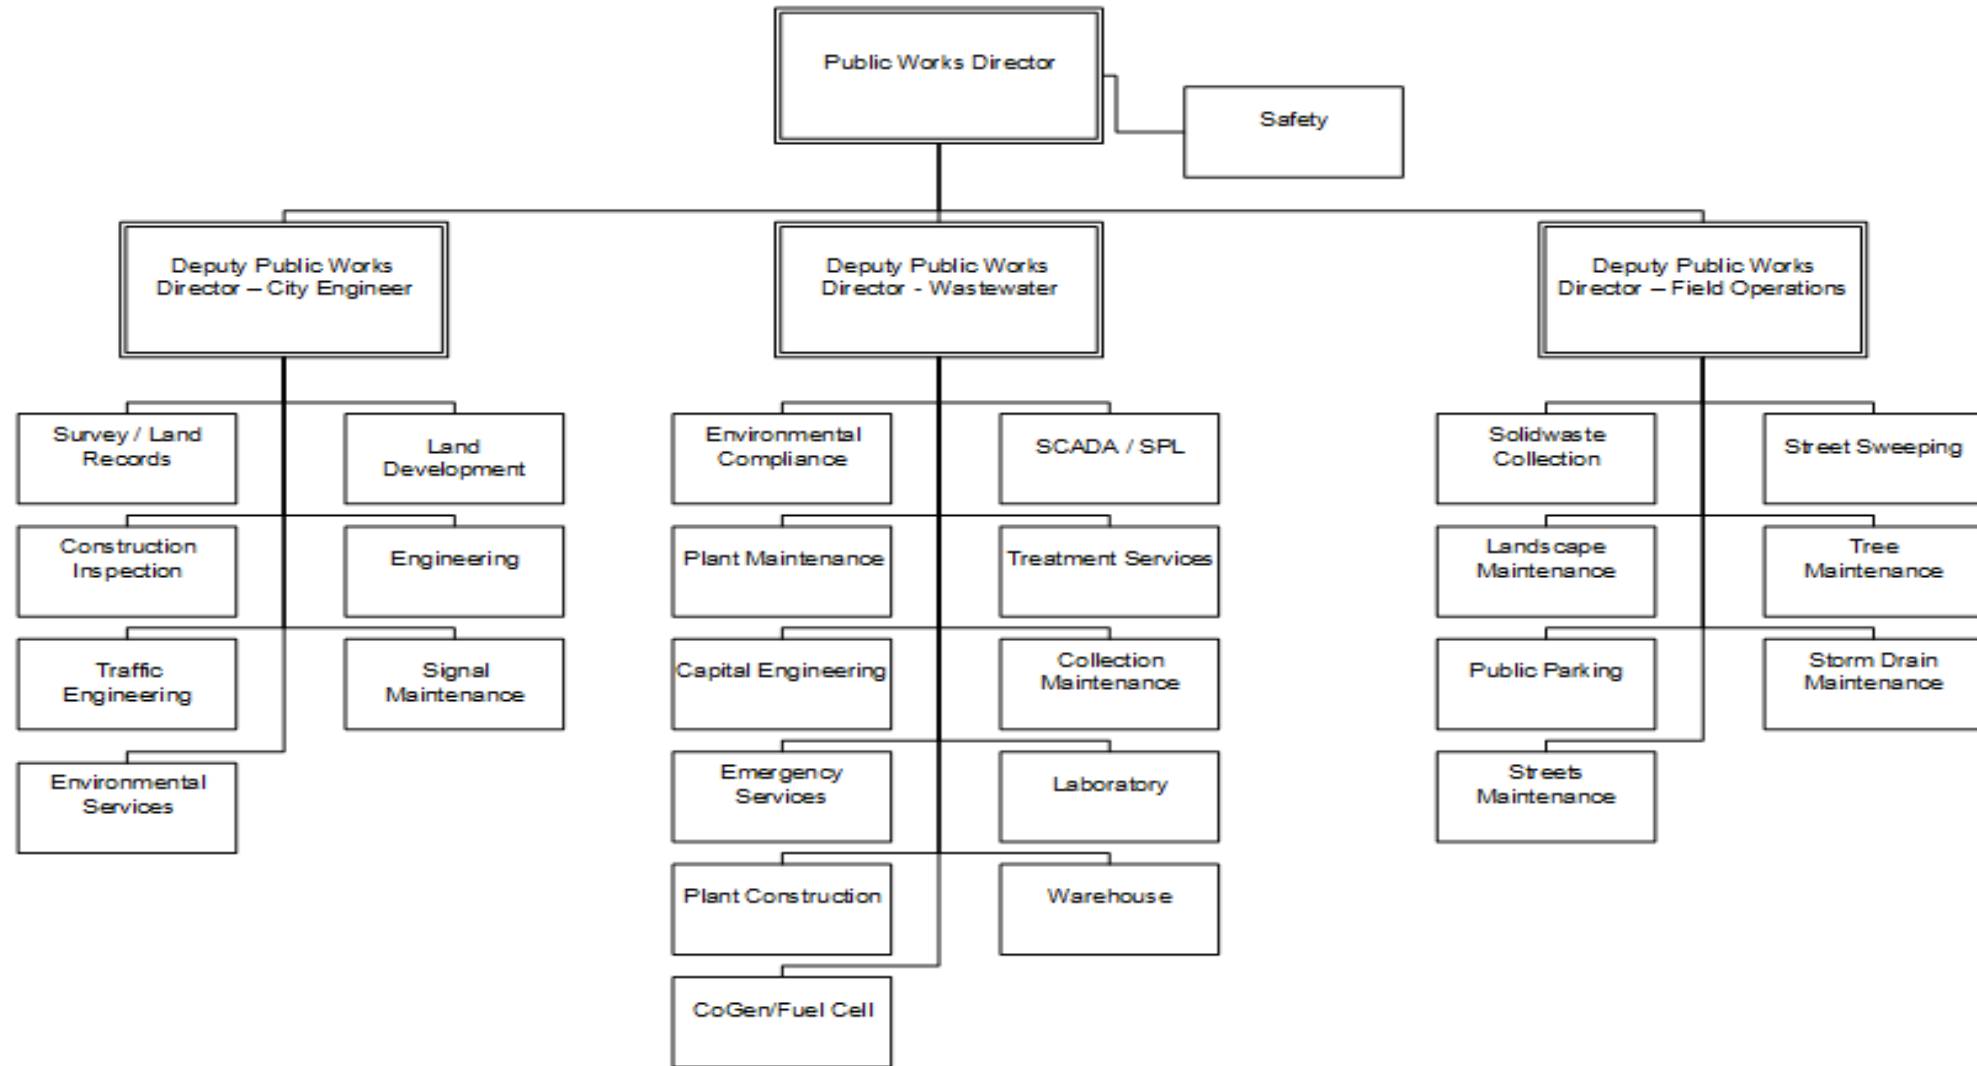 Public Works Director
Safety
Deputy Public Works
Director – City Engineer
Deputy Public Works
Director - Wastewater
Deputy Public Works
Director – Field Operations
Survey / Land
Records
Land
Development
Environmental
Compliance
SCADA / SPL
Solidwaste
Collection
Street Sweeping
Construction
Inspection
Engineering
Plant Maintenance
Treatment Services
Landscape
Maintenance
Tree
Maintenance
Traffic
Engineering
Signal
Maintenance
Capital Engineering
Collection
Maintenance
Public Parking
Storm Drain
Maintenance
Environmental
Services
Emergency
Services
Laboratory
Streets
Maintenance
Plant Construction
Warehouse
CoGen/Fuel Cell